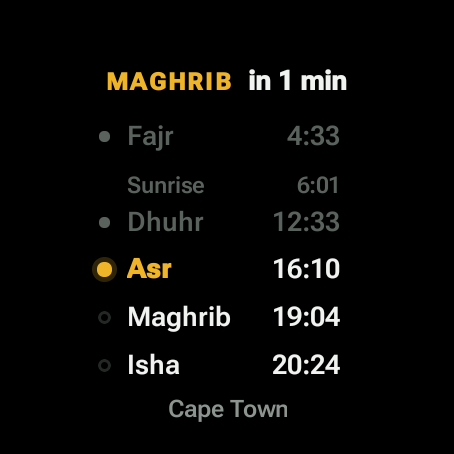 MAGHRIB in 1 min
Fajr 4:33
Sunrise 6:01
Dhuhr 12:33
Asr 16:10
Maghrib 19:04
Isha 20:24
Cape Town